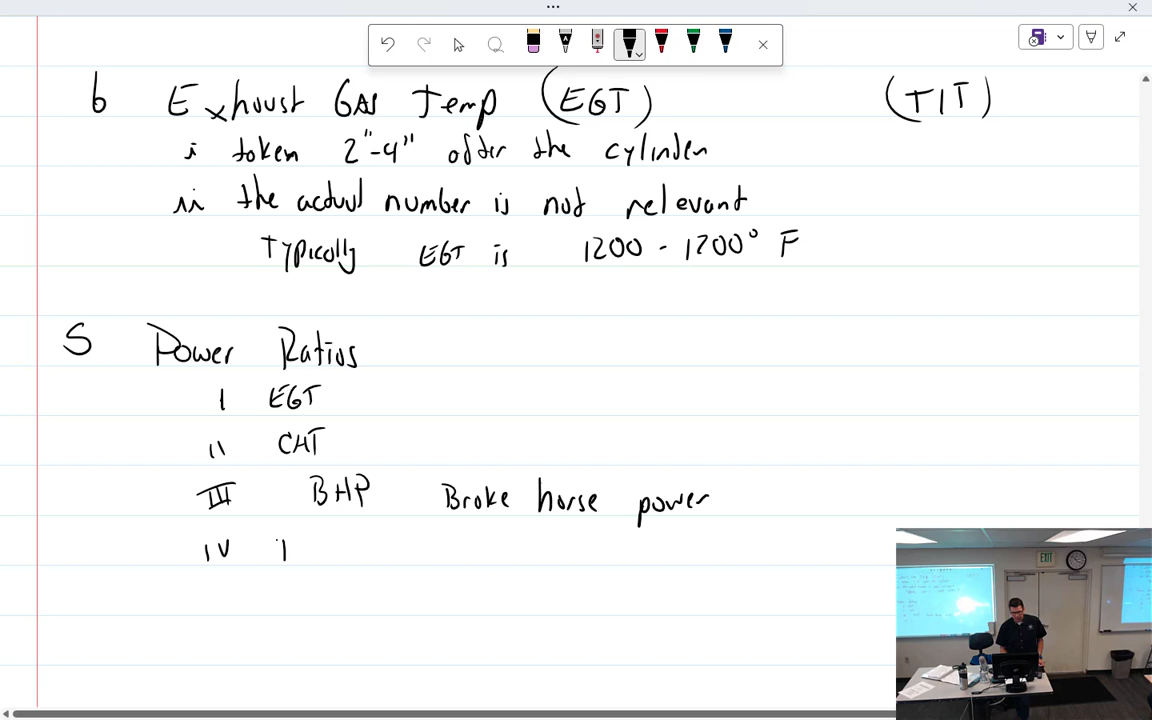 6 Exhaust GAS Temp (EGT) (TIT)
i taken 2"-4" after the cylinder
ii the actual number is not relevant
Typically EGT is 1200 - 1700° F
5 Power Ratios
I EGT
II CHT
III BHP Brake horse power
IV
EXIT